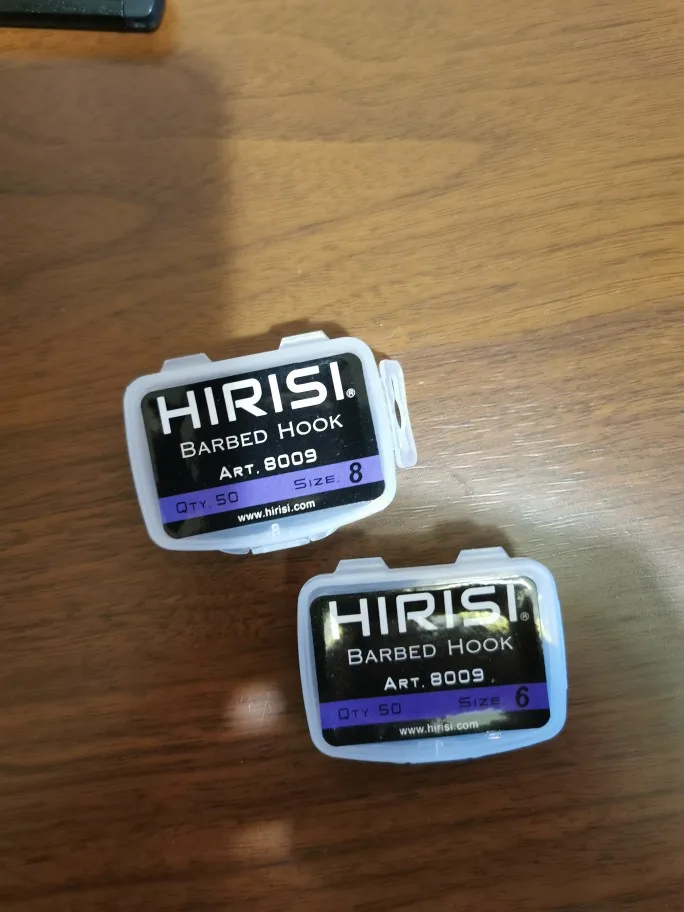 HIRISI®
BARBED HOOK
ART. 8009
QTY. 50 SIZE. 8
www.hirisi.com
8
HIRISI®
BARBED HOOK
ART. 8009
QTY. 50 SIZE. 6
www.hirisi.com